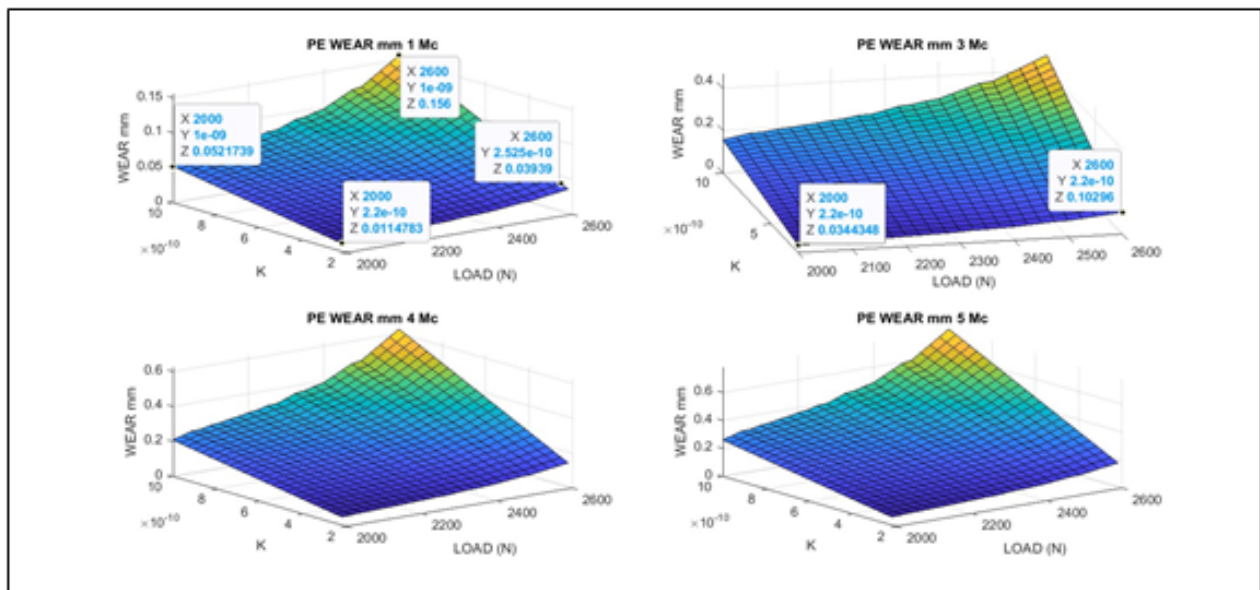 PE WEAR mm 1 Mc
WEAR mm
0.15
0.1
0.05
0
X 2000
Y 1e-09
Z 0.0521739
X 2600
Y 1e-09
Z 0.156
X 2600
Y 2.525e-10
Z 0.03939
X 2000
Y 2.2e-10
Z 0.0114783
10
8
6
4
2
×10-10
K
2000
2200
2400
2600
LOAD (N)
PE WEAR mm 3 Mc
WEAR mm
0.4
0.2
0
X 2600
Y 2.2e-10
Z 0.10296
X 2000
Y 2.2e-10
Z 0.0344348
10
5
×10-10
K
2000
2100
2200
2300
2400
2500
2600
LOAD (N)
PE WEAR mm 4 Mc
WEAR mm
0.6
0.4
0.2
0
10
8
6
4
2
×10-10
K
2000
2200
2400
2600
LOAD (N)
PE WEAR mm 5 Mc
WEAR mm
0.6
0.4
0.2
0
10
8
6
4
2
×10-10
K
2000
2200
2400
2600
LOAD (N)